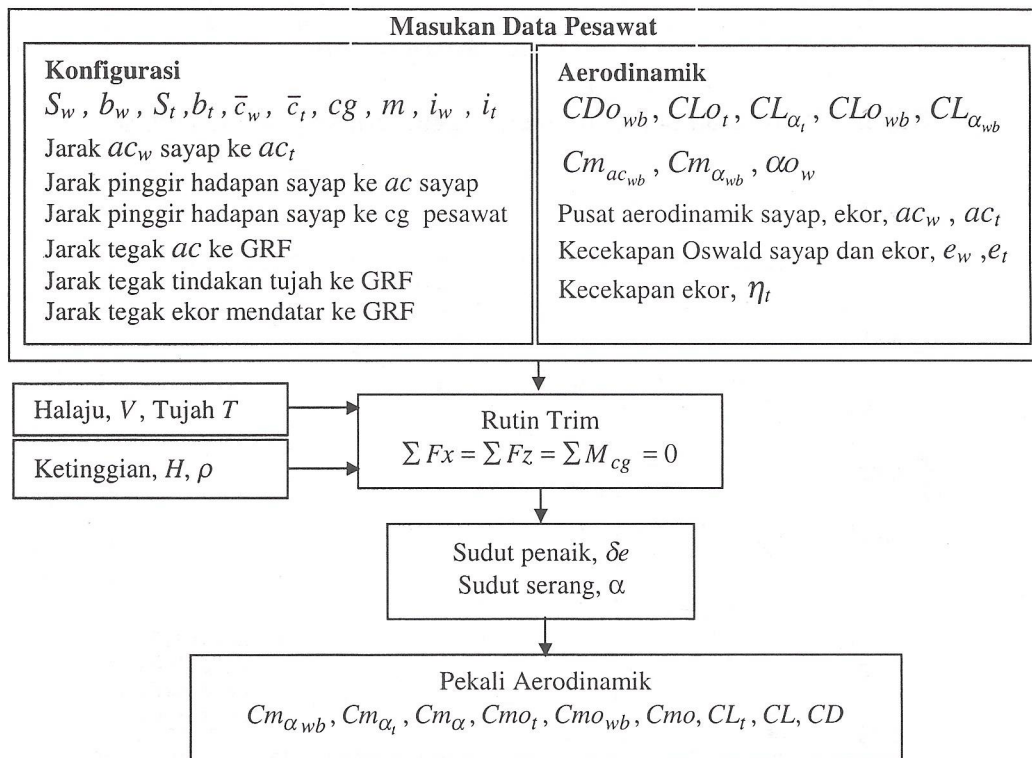 Masukan Data Pesawat
Konfigurasi
S_w , b_w , S_t ,b_t , c̄_w , c̄_t , cg , m , i_w , i_t
Jarak ac_w sayap ke ac_t
Jarak pinggir hadapan sayap ke ac sayap
Jarak pinggir hadapan sayap ke cg pesawat
Jarak tegak ac ke GRF
Jarak tegak tindakan tujah ke GRF
Jarak tegak ekor mendatar ke GRF
Aerodinamik
CDo_wb , CLo_t , CL_α_t , CLo_wb , CL_α_wb
Cm_ac_wb , Cm_α_wb , αo_w
Pusat aerodinamik sayap, ekor, ac_w , ac_t
Kecekapan Oswald sayap dan ekor, e_w ,e_t
Kecekapan ekor, η_t
Halaju, V, Tujah T
Ketinggian, H, ρ
Rutin Trim
∑ Fx = ∑ Fz = ∑ M_cg = 0
Sudut penaik, δe
Sudut serang, α
Pekali Aerodinamik
Cm_α wb , Cm_α_t , Cm_α , Cmo_t , Cmo_wb , Cmo, CL_t , CL, CD